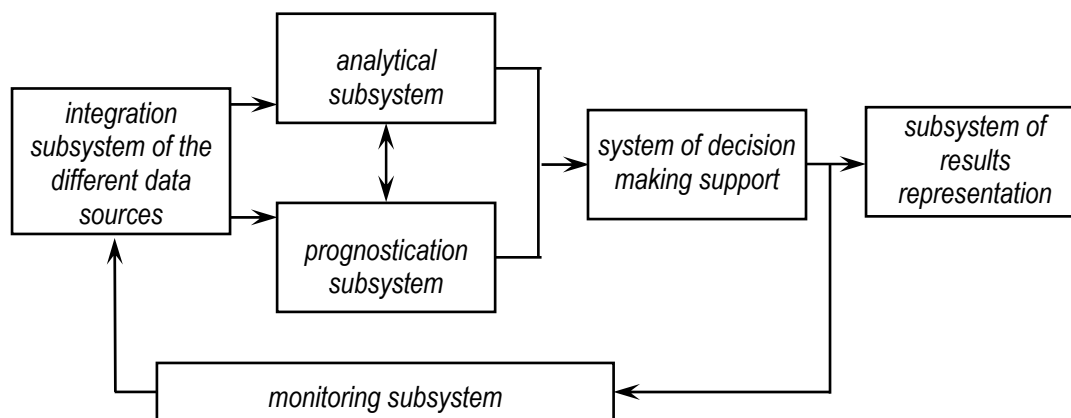 integration
subsystem of the
different data
sources
analytical
subsystem
prognostication
subsystem
system of decision
making support
subsystem of
results
representation
monitoring subsystem